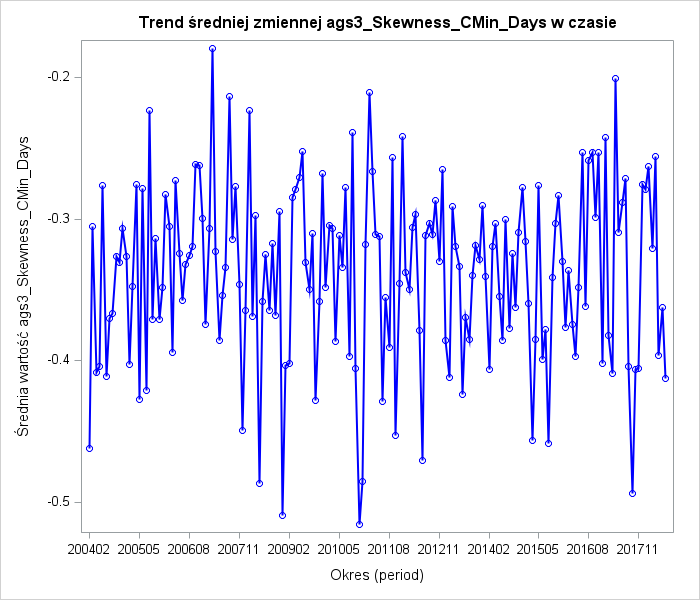 Trend średniej zmiennej ags3_Skewness_CMin_Days w czasie
Średnia wartość ags3_Skewness_CMin_Days
-0.2
-0.3
-0.4
-0.5
200402 200505 200608 200711 200902 201005 201108 201211 201402 201505 201608 201711
Okres (period)